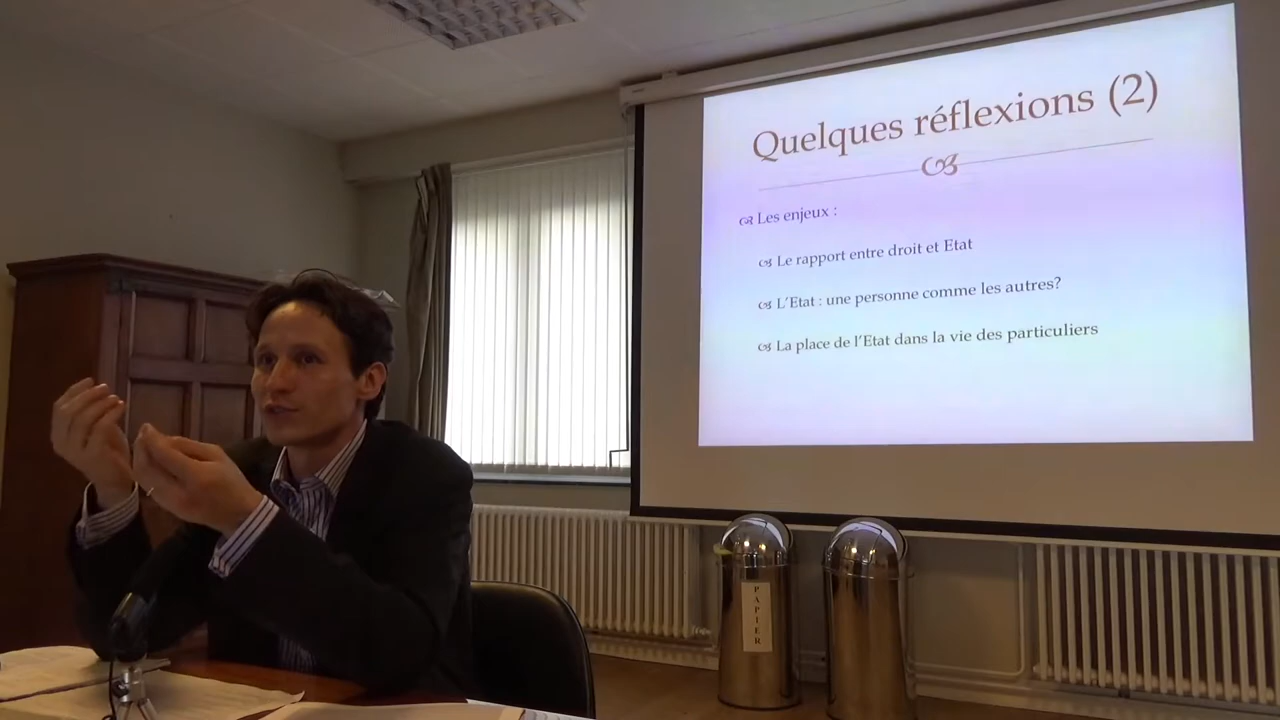 Quelques réflexions (2)
Les enjeux :
Le rapport entre droit et Etat
L'Etat : une personne comme les autres?
La place de l'Etat dans la vie des particuliers
PAPIER